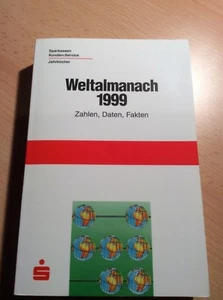 Sparkassen
Kunden-Service
Jahrbücher
Weltalmanach
1999
Zahlen, Daten, Fakten